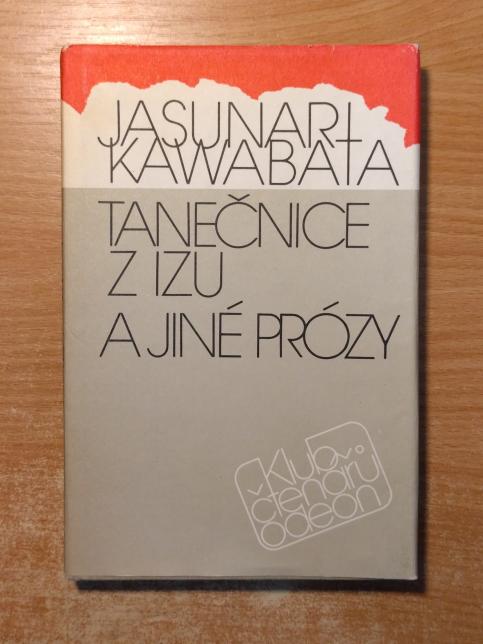 JASUNARI
KAWABATA
TANEČNICE
Z IZU
A JINÉ PRÓZY
Klub
čtenářů
odeon